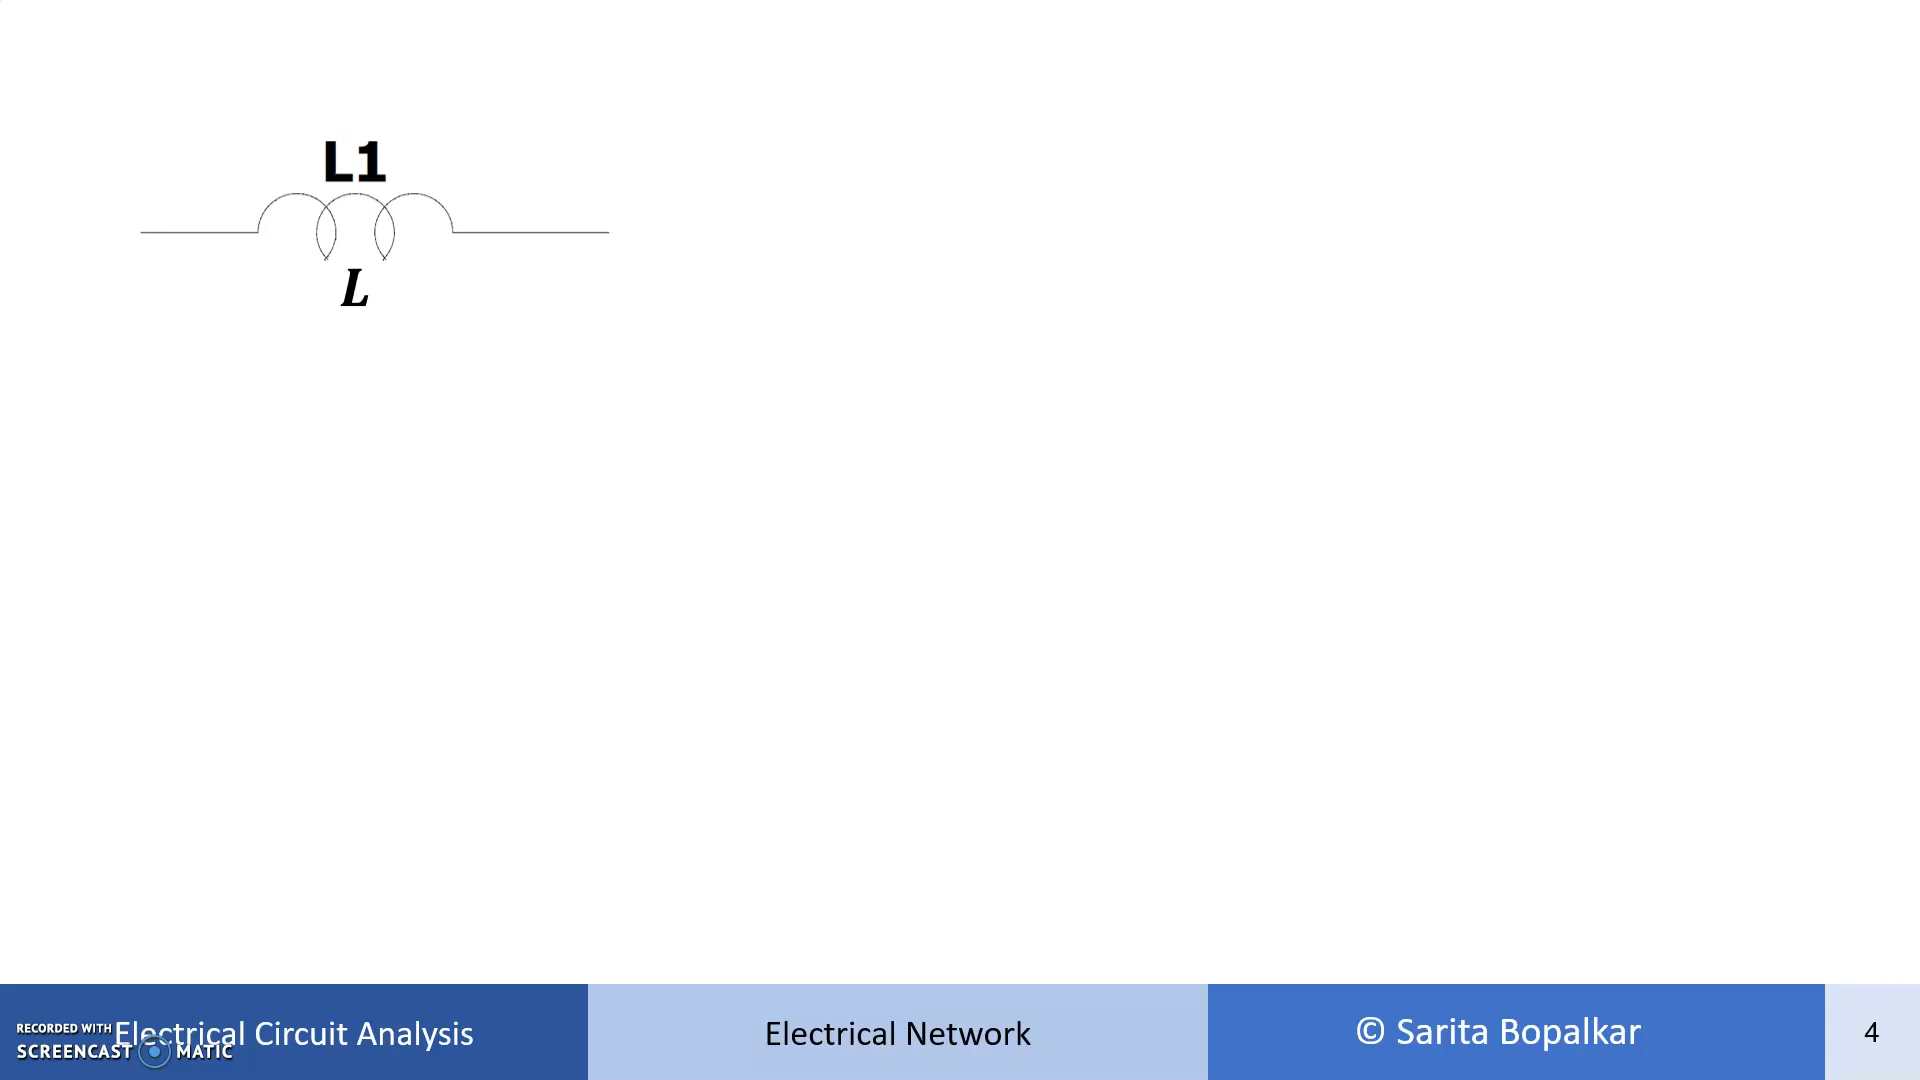 L1
L
Electrical Circuit Analysis
RECORDED WITH
SCREENCAST MATIC
Electrical Network
© Sarita Bopalkar
4